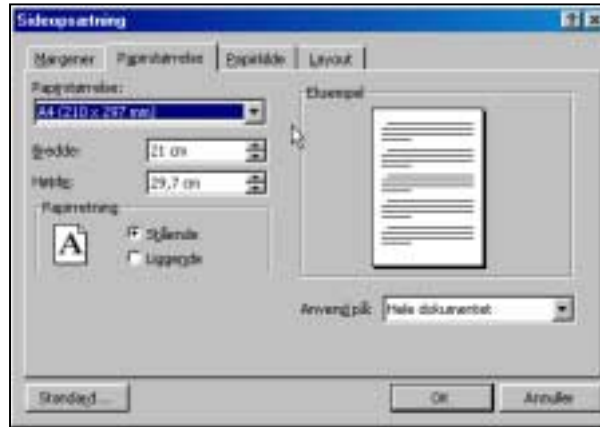 Sideopsætning
Margener Papirstørrelse Papirkilde Layout
Papirstørrelse:
A4 (210 x 297 mm)
Bredde: 21 cm
Højde: 29,7 cm
Papirretning
A
Stående
Liggende
Eksempel
Anvend på: Hele dokumentet
Standard... OK Annuller